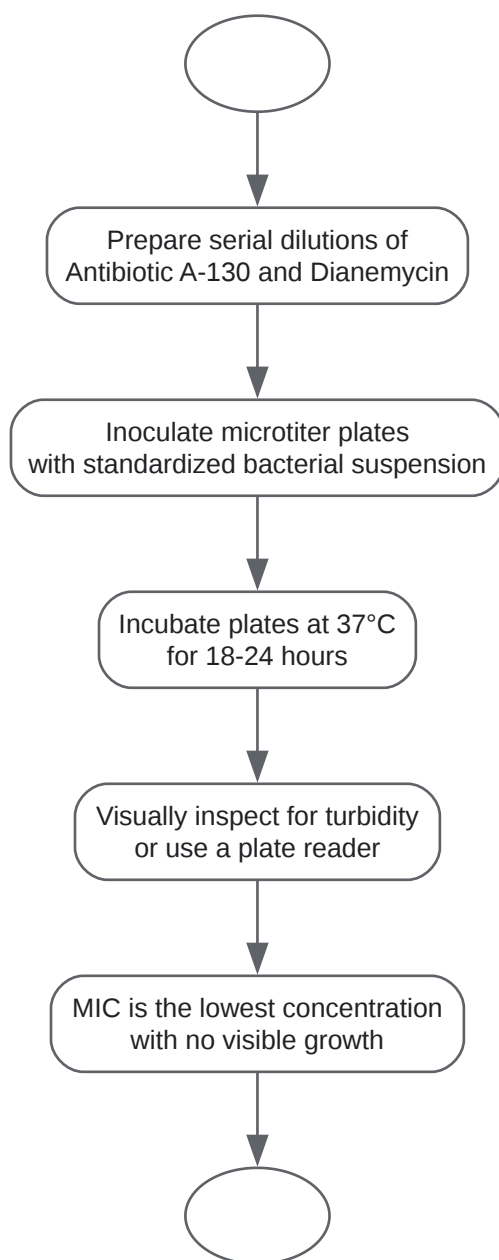 Prepare serial dilutions of
Antibiotic A-130 and Dianemycin
Inoculate microtiter plates
with standardized bacterial suspension
Incubate plates at 37°C
for 18-24 hours
Visually inspect for turbidity
or use a plate reader
MIC is the lowest concentration
with no visible growth